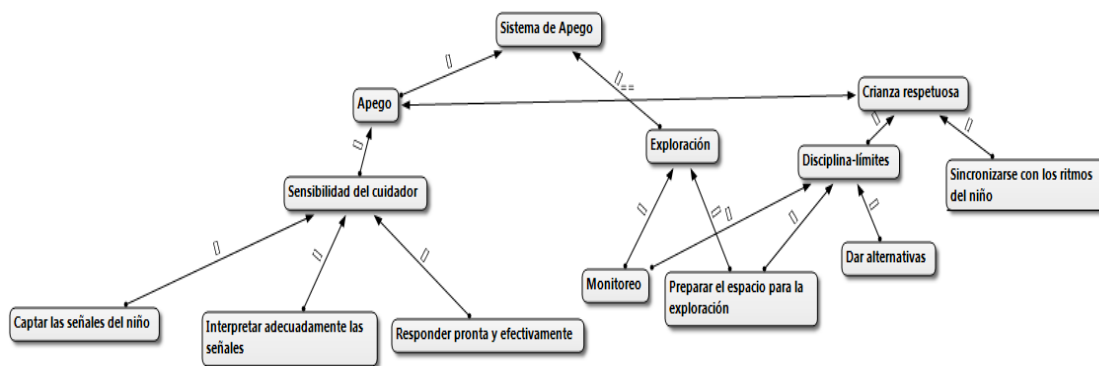 Sistema de Apego
Apego
Crianza respetuosa
Exploración
Disciplina-límites
Sincronizarse con los ritmos
del niño
Sensibilidad del cuidador
Dar alternativas
Monitoreo
Preparar el espacio para la
exploración
Captar las señales del niño
Interpretar adecuadamente las
señales
Responder pronta y efectivamente